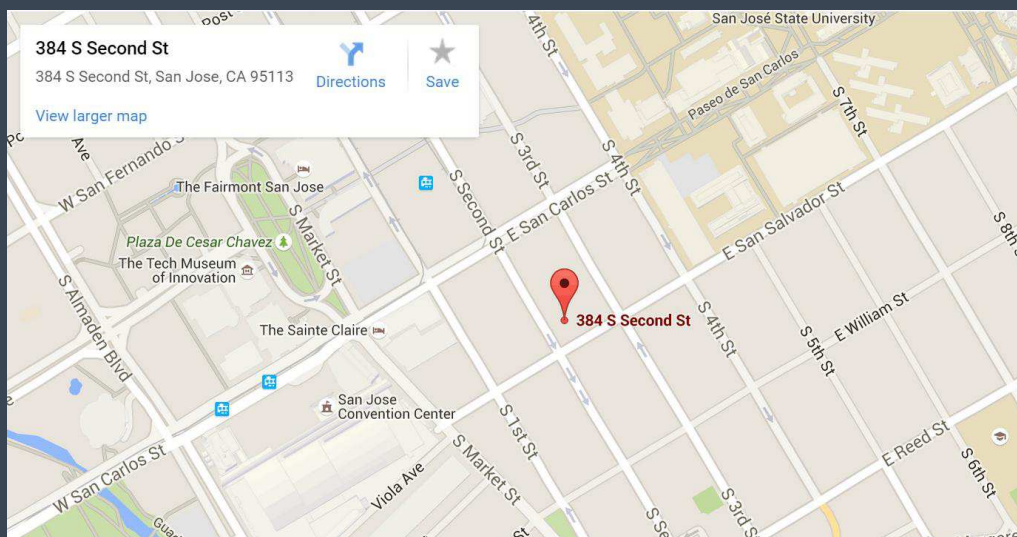 384 S Second St
384 S Second St, San Jose, CA 95113
View larger map
Directions
Save
Post
San José State University
S 4th St
Paseo de San Carlos
S 7th St
Ave
W San Fernando S
The Fairmont San Jose
S Market St
S Second St
S 3rd St
S 4th St
E San Carlos St
E San Salvador St
S 8th
Plaza De Cesar Chavez
The Tech Museum
of Innovation
S Almaden Blvd
The Sainte Claire
384 S Second St
S 4th St
S 5th St
E William St
San Jose
Convention Center
S 1st St
S Market St
Viola Ave
W San Carlos St
E Reed St
S 6th St
S 3rd S
S Se
St